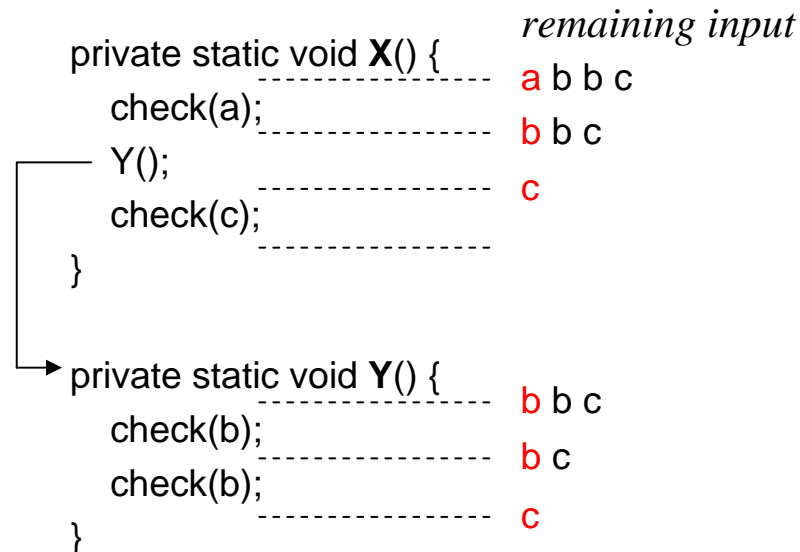 remaining input
private static void X() {
a b b c
check(a);
b b c
Y();
c
check(c);
}
private static void Y() {
b b c
check(b);
b c
check(b);
c
}